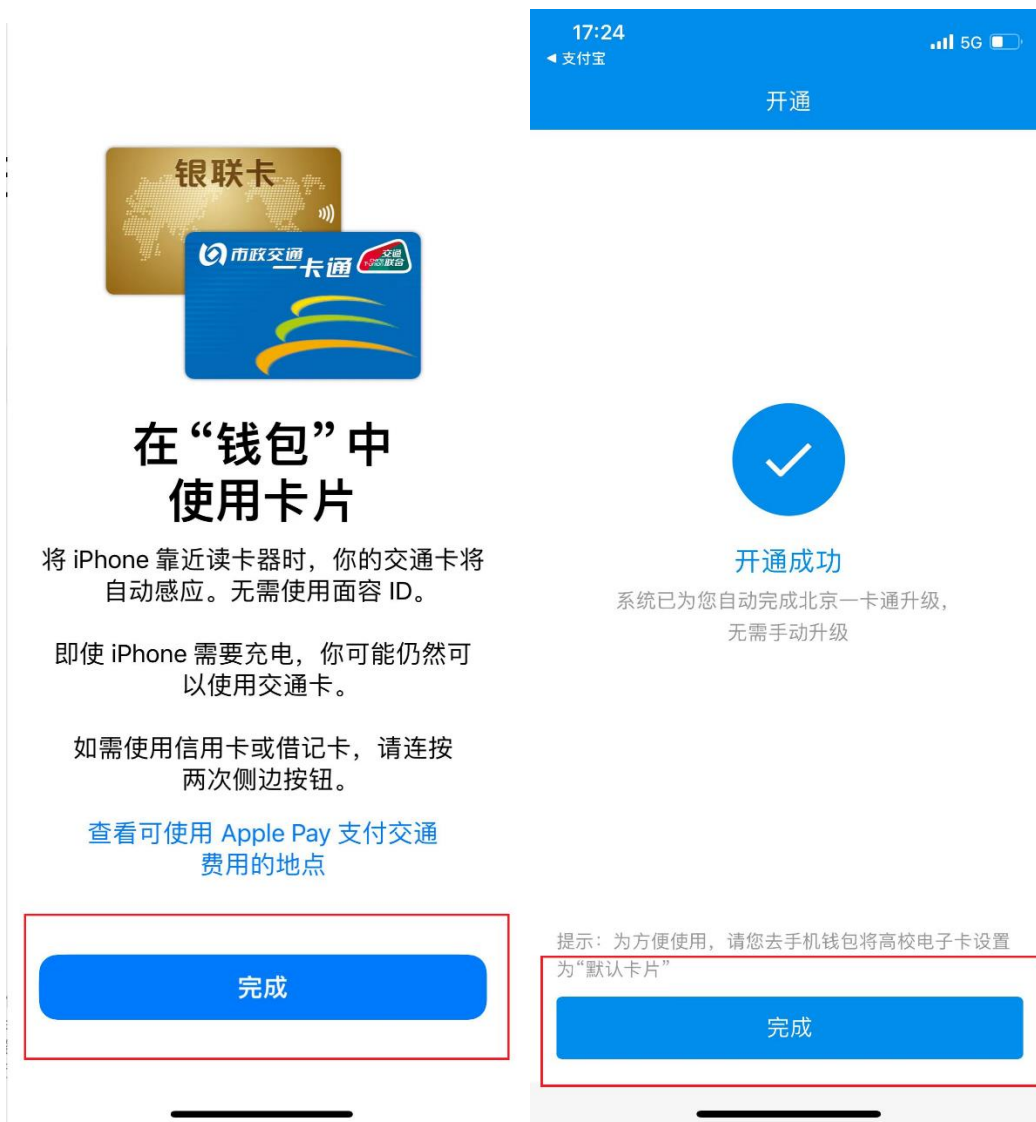 银联卡
市政交通
一卡通
交通
联合
在“钱包”中
使用卡片
将 iPhone 靠近读卡器时，你的交通卡将
自动感应。无需使用面容 ID。
即使 iPhone 需要充电，你可能仍然可
以使用交通卡。
如需使用信用卡或借记卡，请连按
两次侧边按钮。
查看可使用 Apple Pay 支付交通
费用的地点
完成
17:24
5G
◀ 支付宝
开通
开通成功
系统已为您自动完成北京一卡通升级，
无需手动升级
提示：为方便使用，请您去手机钱包将高校电子卡设置
为“默认卡片”
完成